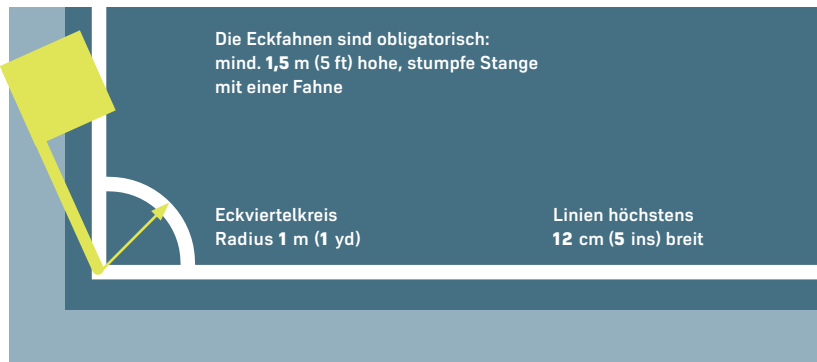 Die Eckfahnen sind obligatorisch:
mind. 1,5 m (5 ft) hohe, stumpfe Stange
mit einer Fahne
Eckviertelkreis
Radius 1 m (1 yd)
Linien höchstens
12 cm (5 ins) breit